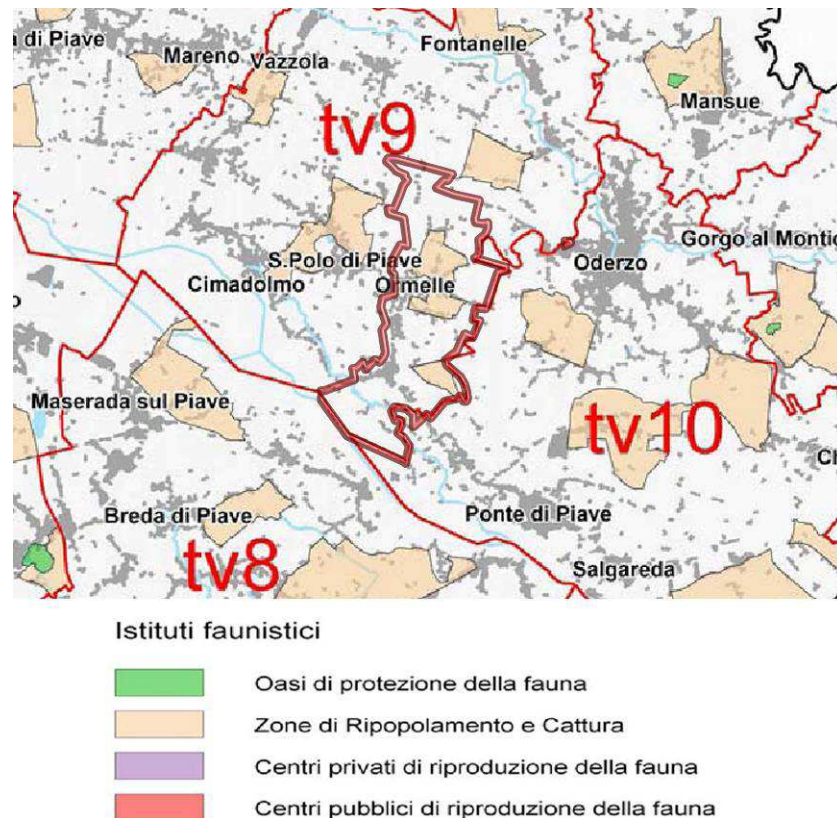 a di Piave
Mareno
Vazzola
Fontanelle
Mansue
tv9
Gorgo al Montic
S.Polo di Piave
Oderzo
Cimadolmo
Ormelle
o
Maserada sul Piave
tv10
Ch
Breda di Piave
Ponte di Piave
tv8
Salgareda
Istituti faunistici
Oasi di protezione della fauna
Zone di Ripopolamento e Cattura
Centri privati di riproduzione della fauna
Centri pubblici di riproduzione della fauna